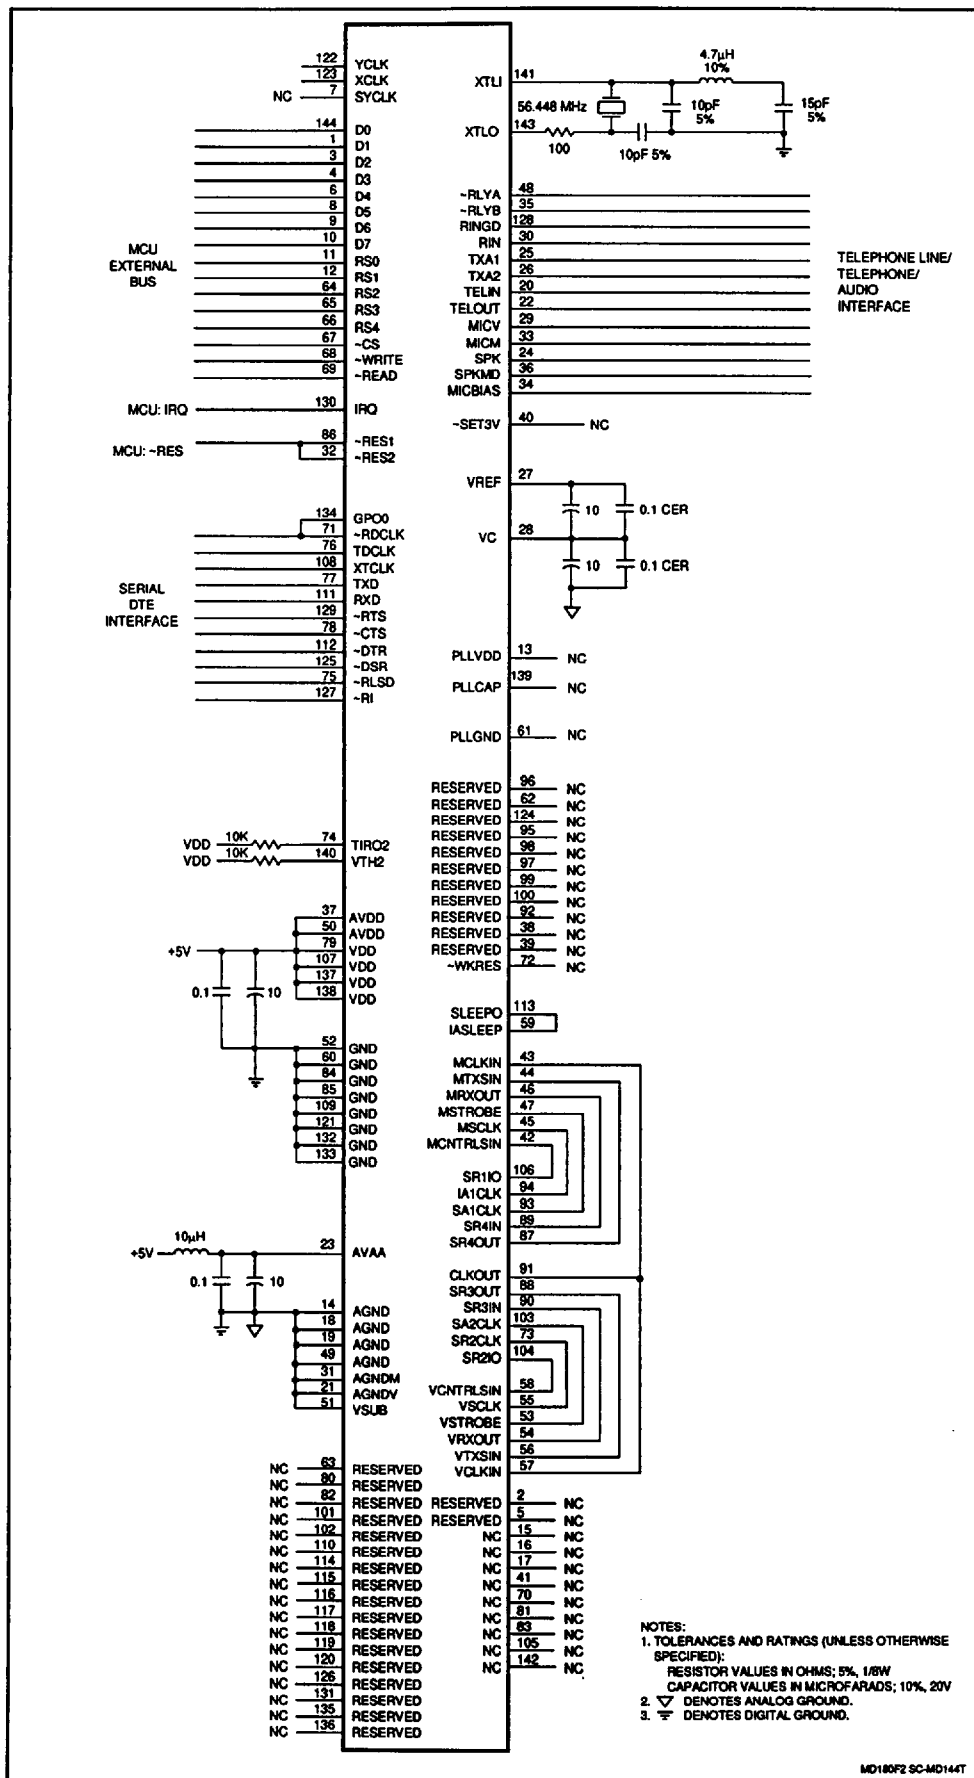 122 YCLK
123 XCLK
NC 7 SYCLK
144 D0
1 D1
3 D2
4 D3
6 D4
8 D5
9 D6
10 D7
11 RS0
12 RS1
64 RS2
65 RS3
66 RS4
67 ~CS
68 ~WRITE
69 ~READ
MCU
EXTERNAL
BUS
MCU: IRQ 130 IRQ
MCU: ~RES 86 ~RES1
32 ~RES2
134 GPO0
71 ~RDCLK
76 TDCLK
108 XTCLK
77 TXD
111 RXD
129 ~RTS
78 ~CTS
112 ~DTR
125 ~DSR
75 ~RLSD
127 ~RI
SERIAL
DTE
INTERFACE
VDD 10K 74 TIRO2
VDD 10K 140 VTH2
37 AVDD
50 AVDD
+5V 79 VDD
107 VDD
137 VDD
138 VDD
0.1 10
52 GND
60 GND
84 GND
85 GND
109 GND
121 GND
132 GND
133 GND
10µH
+5V 23 AVAA
0.1 10
14 AGND
18 AGND
19 AGND
49 AGND
31 AGNDM
21 AGNDV
51 VSUB
NC 63 RESERVED
NC 80 RESERVED
NC 82 RESERVED
NC 101 RESERVED
NC 102 RESERVED
NC 110 RESERVED
NC 114 RESERVED
NC 115 RESERVED
NC 116 RESERVED
NC 117 RESERVED
NC 118 RESERVED
NC 119 RESERVED
NC 120 RESERVED
NC 126 RESERVED
NC 131 RESERVED
NC 135 RESERVED
NC 136 RESERVED
XTLI 141
4.7µH
10%
56.448 MHz
10pF
5%
15pF
5%
XTLO 143
100
10pF 5%
~RLYA 48
~RLYB 35
RINGD 128
RIN 30
TXA1 25
TXA2 26
TELIN 20
TELOUT 22
MICV 29
MICM 33
SPK 24
SPKMD 36
MICBIAS 34
TELEPHONE LINE/
TELEPHONE/
AUDIO
INTERFACE
~SET3V 40 NC
VREF 27
10 0.1 CER
VC 28
10 0.1 CER
PLLVDD 13 NC
PLLCAP 139 NC
PLLGND 61 NC
RESERVED 96 NC
RESERVED 62 NC
RESERVED 124 NC
RESERVED 95 NC
RESERVED 98 NC
RESERVED 97 NC
RESERVED 99 NC
RESERVED 100 NC
RESERVED 92 NC
RESERVED 38 NC
RESERVED 39 NC
~WKRES 72 NC
SLEEPO 113
IASLEEP 59
MCLKIN 43
MTXSIN 44
MRXOUT 46
MSTROBE 47
MSCLK 45
MCNTRLSIN 42
SR1IO 106
IA1CLK 94
SA1CLK 93
SR4IN 89
SR4OUT 87
CLKOUT 91
SR3OUT 88
SR3IN 90
SA2CLK 103
SR2CLK 73
SR2IO 104
VCNTRLSIN 58
VSCLK 55
VSTROBE 53
VRXOUT 54
VTXSIN 56
VCLKIN 57
RESERVED 2 NC
RESERVED 5 NC
NC 15 NC
NC 16 NC
NC 17 NC
NC 41 NC
NC 70 NC
NC 81 NC
NC 83 NC
NC 105 NC
NC 142 NC
NOTES:
1. TOLERANCES AND RATINGS (UNLESS OTHERWISE
SPECIFIED):
RESISTOR VALUES IN OHMS; 5%, 1/8W
CAPACITOR VALUES IN MICROFARADS; 10%, 20V
2. DENOTES ANALOG GROUND.
3. DENOTES DIGITAL GROUND.
MD180F2 SC-MD144T